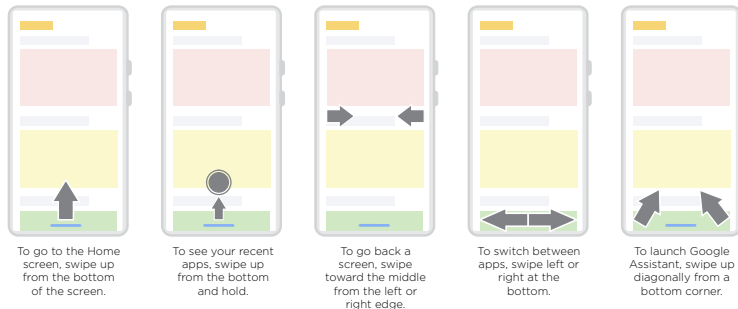 To go to the Home
screen, swipe up
from the bottom
of the screen.
To see your recent
apps, swipe up
from the bottom
and hold.
To go back a
screen, swipe
toward the middle
from the left or
right edge.
To switch between
apps, swipe left or
right at the
bottom.
To launch Google
Assistant, swipe up
diagonally from a
bottom corner.